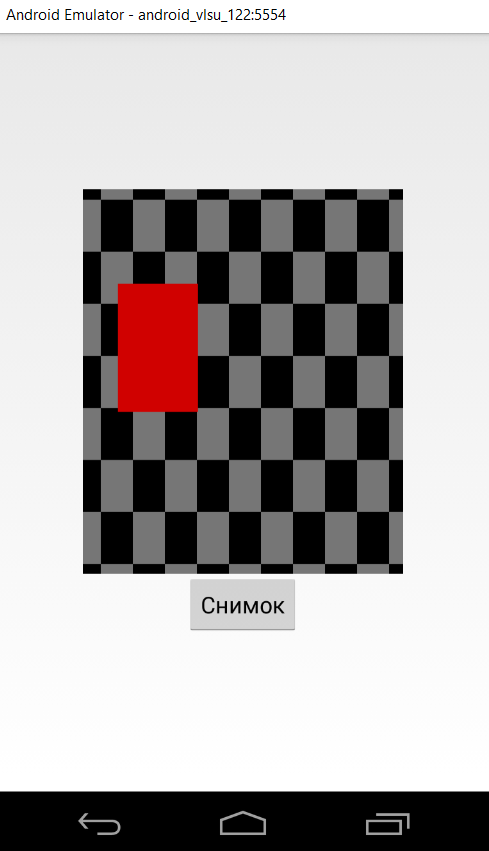 Android Emulator - android_vlsu_122:5554
Снимок